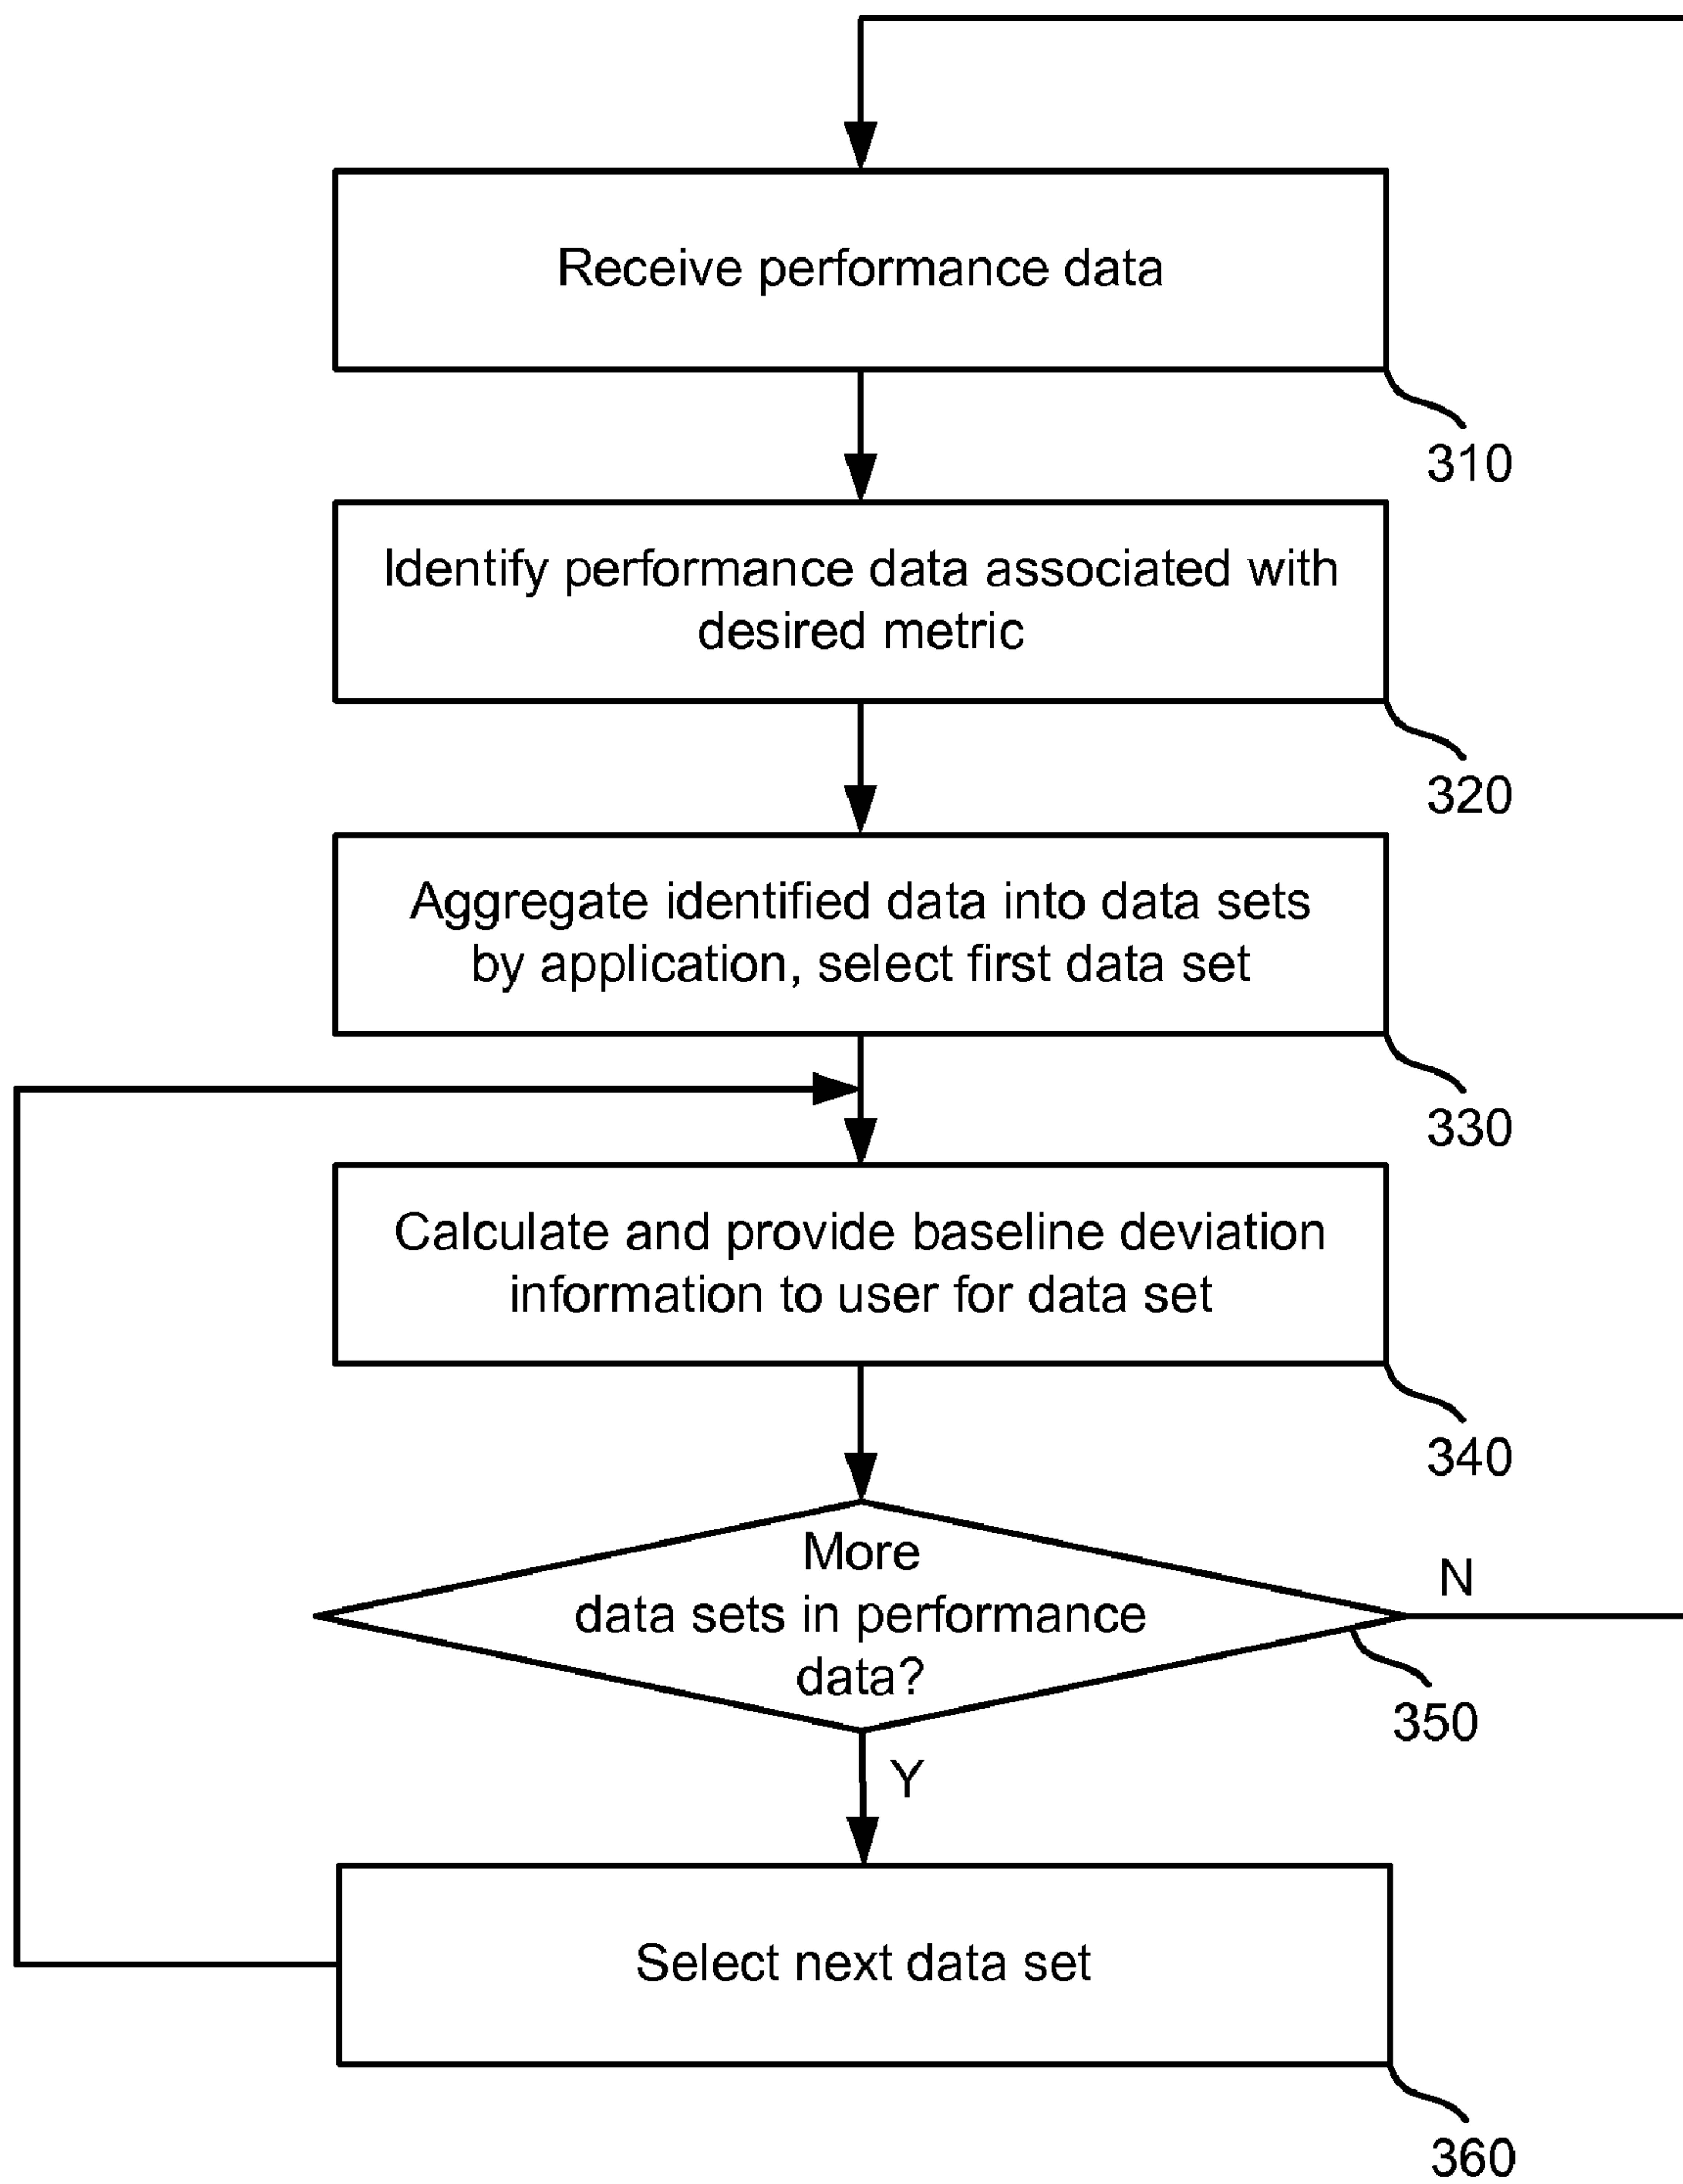 Receive performance data
310
Identify performance data associated with
desired metric
320
Aggregate identified data into data sets
by application, select first data set
330
Calculate and provide baseline deviation
information to user for data set
340
More
data sets in performance
data?
N
350
Y
Select next data set
360